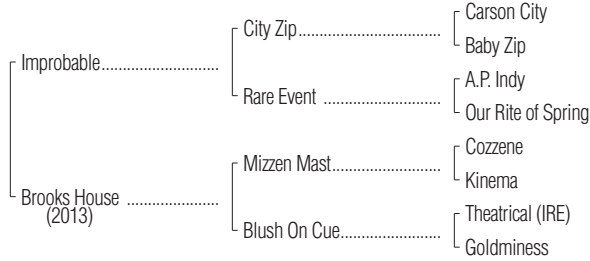 Carson City
City Zip..............................
Baby Zip
Improbable.........................
A.P. Indy
Rare Event .........................
Our Rite of Spring
Cozzene
Mizzen Mast.......................
Kinema
Brooks House ....................
(2013)
Theatrical (IRE)
Blush On Cue.....................
Goldminess